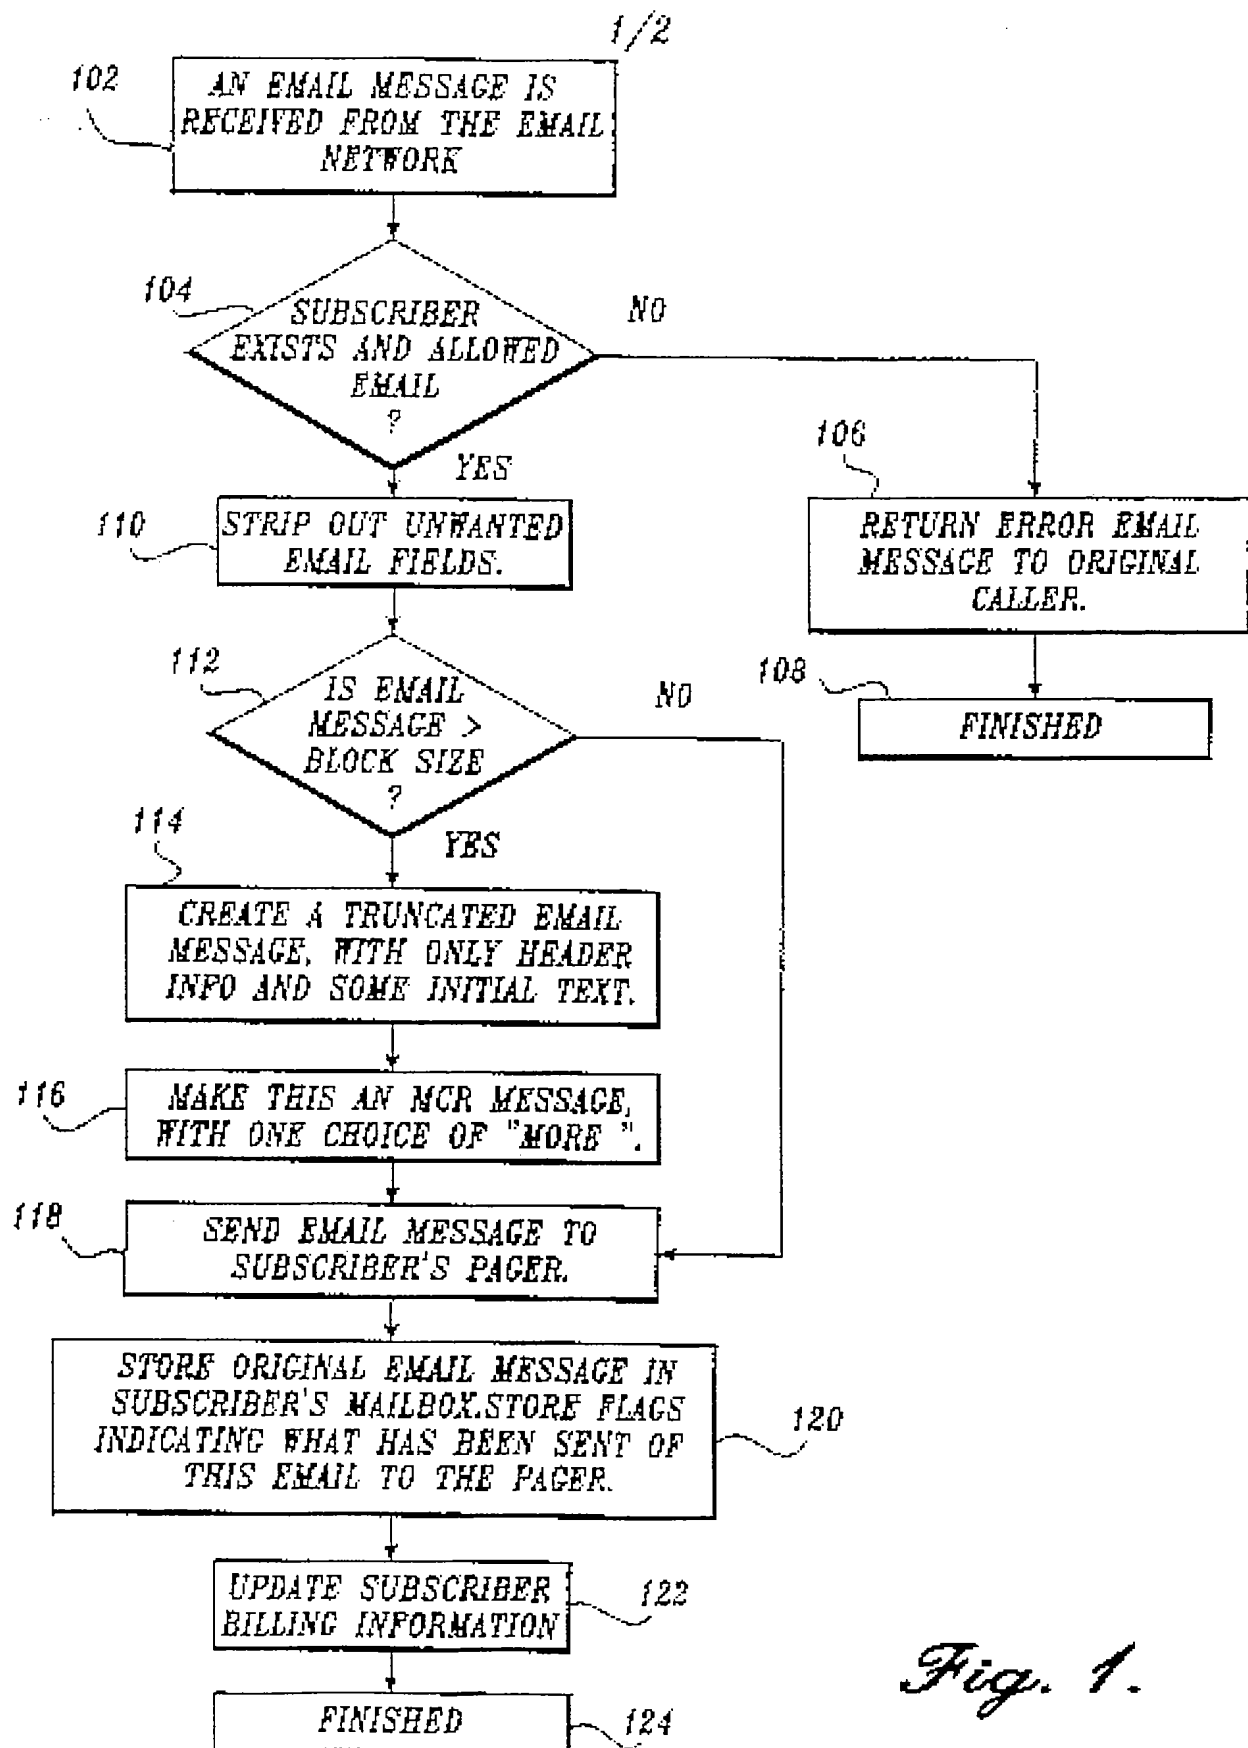 1/2
102
AN EMAIL MESSAGE IS
RECEIVED FROM THE EMAIL
NETWORK
104
SUBSCRIBER
EXISTS AND ALLOWED
EMAIL
?
NO
YES
106
RETURN ERROR EMAIL
MESSAGE TO ORIGINAL
CALLER.
108
FINISHED
110
STRIP OUT UNWANTED
EMAIL FIELDS.
112
IS EMAIL
MESSAGE >
BLOCK SIZE
?
NO
YES
114
CREATE A TRUNCATED EMAIL
MESSAGE, WITH ONLY HEADER
INFO AND SOME INITIAL TEXT.
116
MAKE THIS AN MCR MESSAGE,
WITH ONE CHOICE OF "MORE ".
118
SEND EMAIL MESSAGE TO
SUBSCRIBER'S PAGER.
STORE ORIGINAL EMAIL MESSAGE IN
SUBSCRIBER'S MAILBOX.STORE FLAGS
INDICATING WHAT HAS BEEN SENT OF
THIS EMAIL TO THE PAGER.
120
UPDATE SUBSCRIBER
BILLING INFORMATION
122
FINISHED
124
Fig. 1.